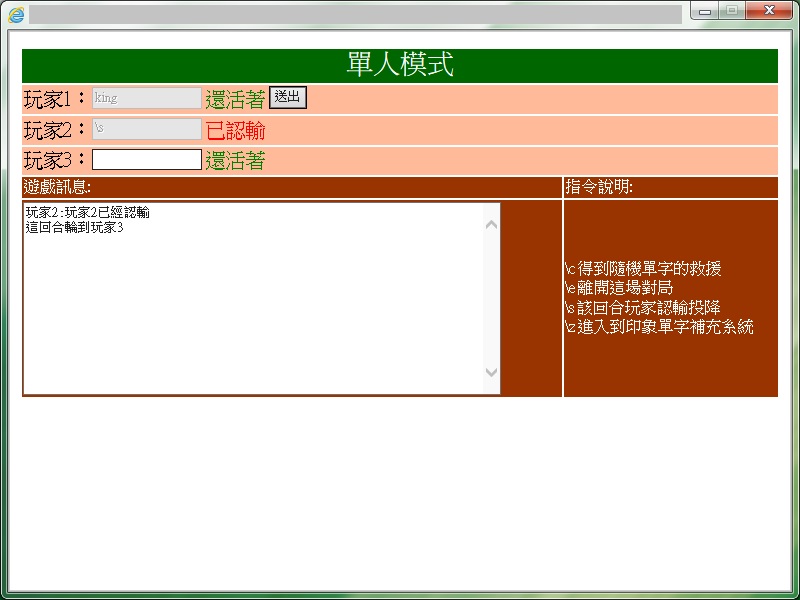 單人模式
玩家1：king 還活著 送出
玩家2：\s 已認輸
玩家3： 還活著
遊戲訊息: 指令說明:
玩家2:玩家2已經認輸
這回合輪到玩家3
\c得到隨機單字的救援
\e離開這場對局
\s該回合玩家認輸投降
\z進入到印象單字補充系統